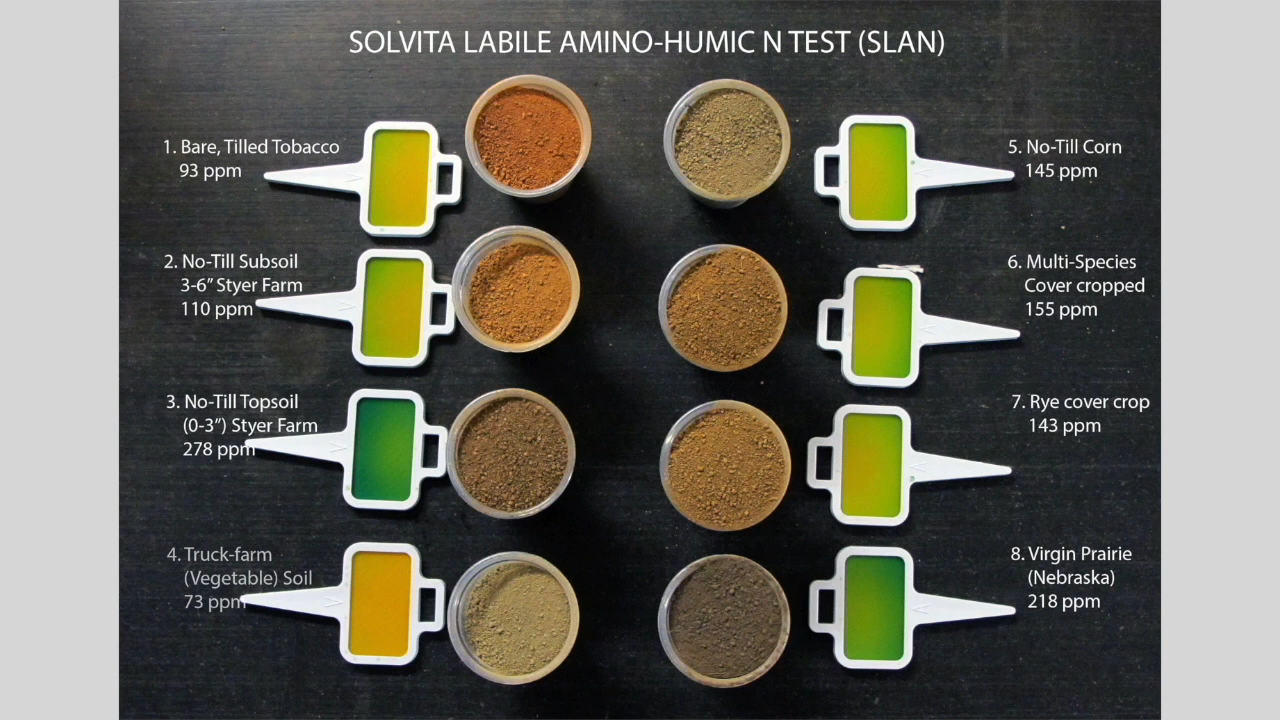 SOLVITA LABILE AMINO-HUMIC N TEST (SLAN)
1. Bare, Tilled Tobacco
93 ppm
2. No-Till Subsoil
3-6” Styer Farm
110 ppm
3. No-Till Topsoil
(0-3”) Styer Farm
278 ppm
4. Truck-farm
(Vegetable) Soil
73 ppm
5. No-Till Corn
145 ppm
6. Multi-Species
Cover cropped
155 ppm
7. Rye cover crop
143 ppm
8. Virgin Prairie
(Nebraska)
218 ppm